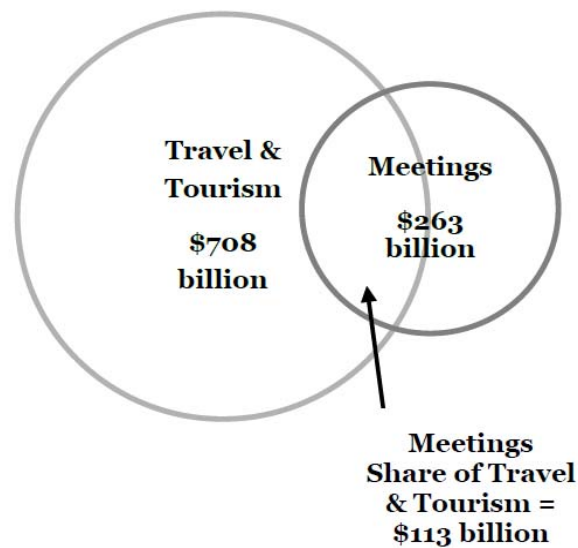 Travel &
Tourism
$708
billion
Meetings
$263
billion
Meetings
Share of Travel
& Tourism =
$113 billion